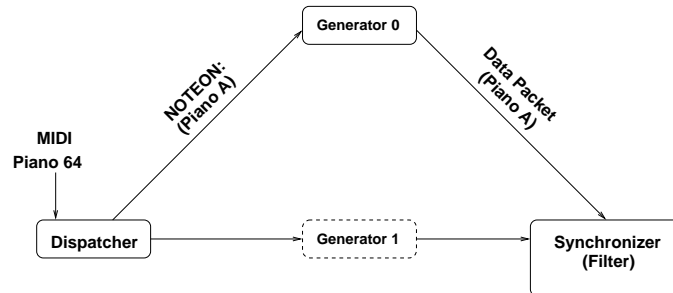 Generator 0
NOTEON:
(Piano A)
Data Packet
(Piano A)
MIDI
Piano 64
Dispatcher
Generator 1
Synchronizer
(Filter)